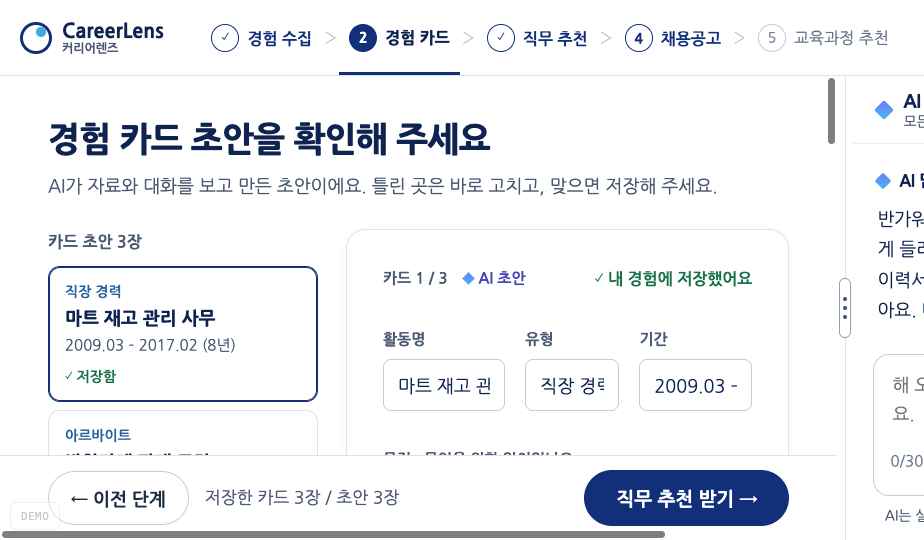 CareerLens
커리어렌즈
✓ 경험 수집
2 경험 카드
✓ 직무 추천
4 채용공고
5 교육과정 추천
경험 카드 초안을 확인해 주세요
AI가 자료와 대화를 보고 만든 초안이에요. 틀린 곳은 바로 고치고, 맞으면 저장해 주세요.
카드 초안 3장
직장 경력
마트 재고 관리 사무
2009.03 - 2017.02 (8년)
✓ 저장함
아르바이트
카드 1 / 3 AI 초안 ✓ 내 경험에 저장했어요
활동명 유형 기간
마트 재고 관 직장 경력 2009.03 -
← 이전 단계
저장한 카드 3장 / 초안 3장
직무 추천 받기 →
DEMO
AI
모든
AI
반가워
게 들려
이력서
아요.
해 오
요.
0/30
AI는 실